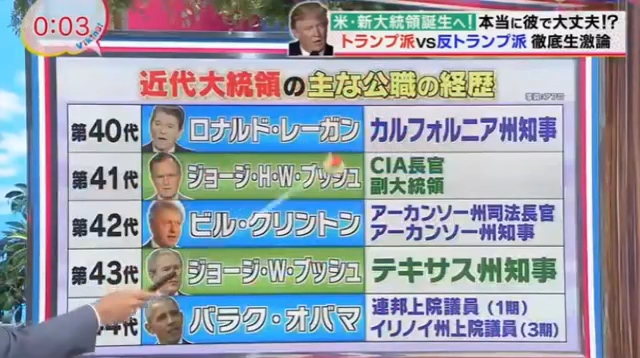 0:03
Viking!
米・新大統領誕生へ!本当に彼で大丈夫!?
トランプ派vs反トランプ派 徹底生激論
近代大統領の主な公職の経歴
第40代 ロナルド・レーガン カルフォルニア州知事
第41代 ジョージ・H・W・ブッシュ CIA長官
副大統領
第42代 ビル・クリントン アーカンソー州司法長官
アーカンソー州知事
第43代 ジョージ・W・ブッシュ テキサス州知事
4代 バラク・オバマ 連邦上院議員(1期)
イリノイ州上院議員(3期)